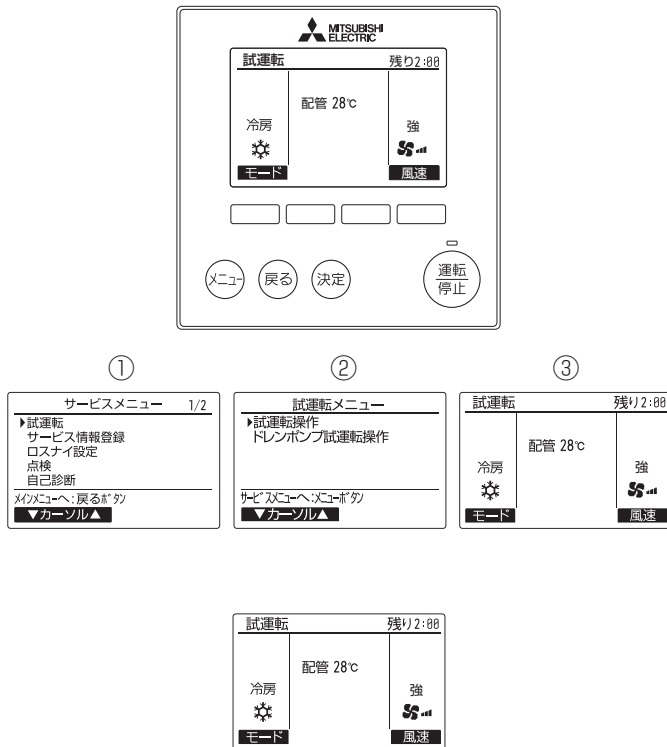 MITSUBISHI
ELECTRIC
試運転 残り2:00
配管 28℃
冷房 強
モード 風速
メニュー 戻る 決定 運転
停止
① ② ③
サービスメニュー 1/2
▶試運転
サービス情報登録
ロスナイ設定
点検
自己診断
メインメニューへ:戻るボタン
▼カーソル▲
試運転メニュー
▶試運転操作
ドレンポンプ試運転操作
サービスメニューへ:メニューボタン
▼カーソル▲
試運転 残り2:00
配管 28℃
冷房 強
モード 風速
試運転 残り2:00
配管 28℃
冷房 強
モード 風速